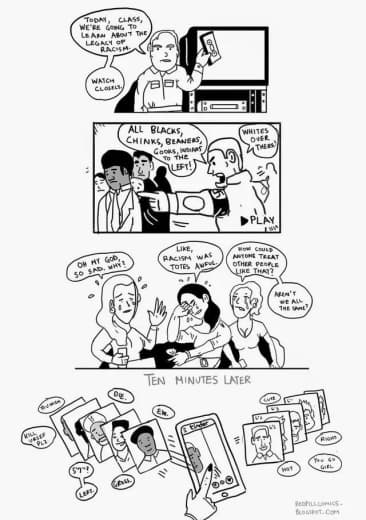 TODAY, CLASS,
WE'RE GOING TO
LEARN ABOUT THE
LEGACY OF
RACISM.
WATCH
CLOSELY.
ALL BLACKS,
CHINKS, BEANERS,
GOOKS, INDIANS
TO THE
LEFT!
WHITES
OVER
THERE!
PLAY
OH MY GOD,
SO SAD. WHY?
LIKE,
RACISM WAS
TOTES AWFUL.
HOW COULD
ANYONE TREAT
OTHER PEOPLE
LIKE THAT?
AREN'T
WE ALL
THE SAME?
TEN MINUTES LATER
DIE.
EW.
KILL
URSELF
PLZ
5'7"?
LEFT.
GROSS.
CUTE
RIGHT
HOT
YOU GO
GIRL
REDPILLCOMICS.
BLOGSPOT.COM